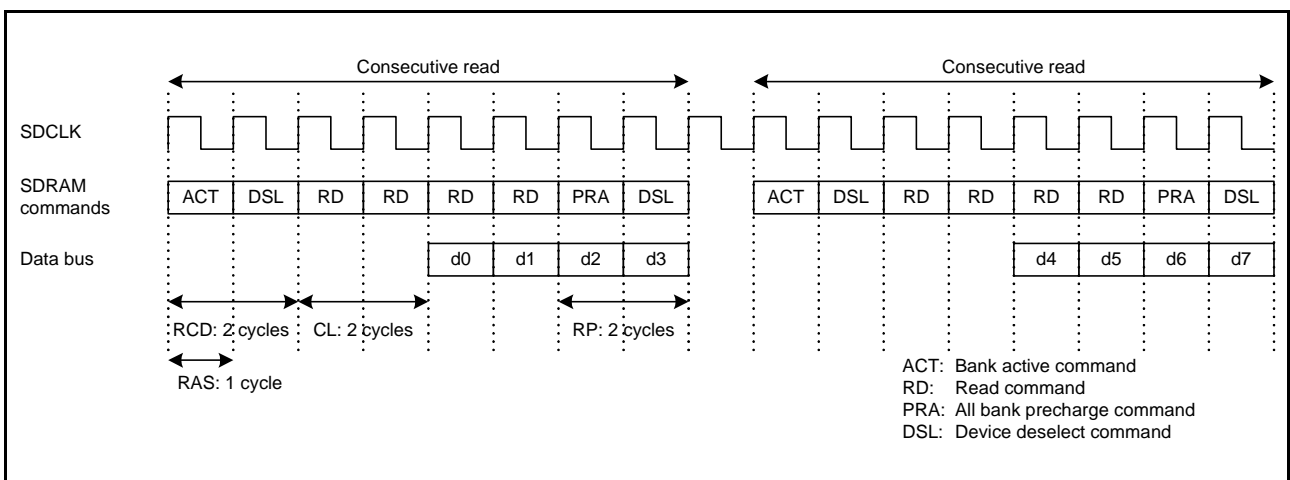 Consecutive read Consecutive read
SDCLK
SDRAM
commands
ACT DSL RD RD RD RD PRA DSL ACT DSL RD RD RD RD PRA DSL
Data bus d0 d1 d2 d3 d4 d5 d6 d7
RCD: 2 cycles CL: 2 cycles RP: 2 cycles
RAS: 1 cycle
ACT: Bank active command
RD: Read command
PRA: All bank precharge command
DSL: Device deselect command